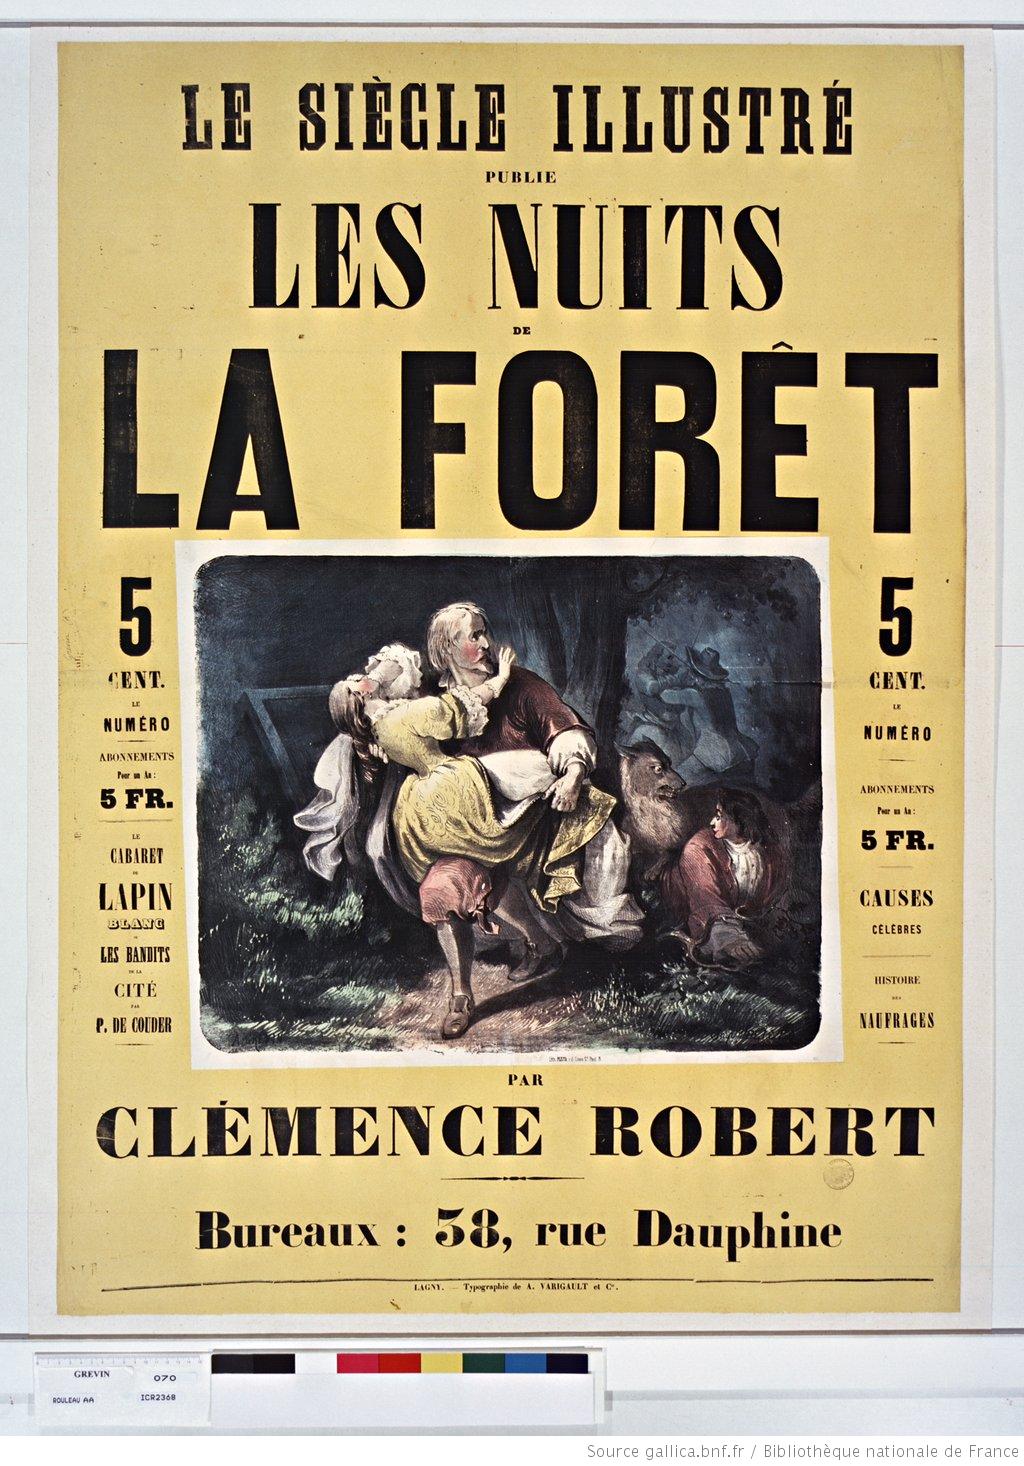 LE SIÈCLE ILLUSTRÉ
PUBLIE
LES NUITS
DE
LA FORÊT
5
CENT.
LE
NUMÉRO
ABONNEMENTS
Pour un An :
5 FR.
LE
CABARET
DU
LAPIN
BLANC
LES BANDITS
DE LA
CITÉ
PAR
P. DE COUDER
5
CENT.
LE
NUMÉRO
ABONNEMENTS
Pour un An :
5 FR.
CAUSES
CÉLÈBRES
HISTOIRE
DES
NAUFRAGES
PAR
CLÉMENCE ROBERT
Bureaux : 38, rue Dauphine
LAGNY. — Typographie de A. VARIGAULT et Cie.
GREVIN
070
ROULEAU AA
ICR2368
Source gallica.bnf.fr / Bibliothèque nationale de France